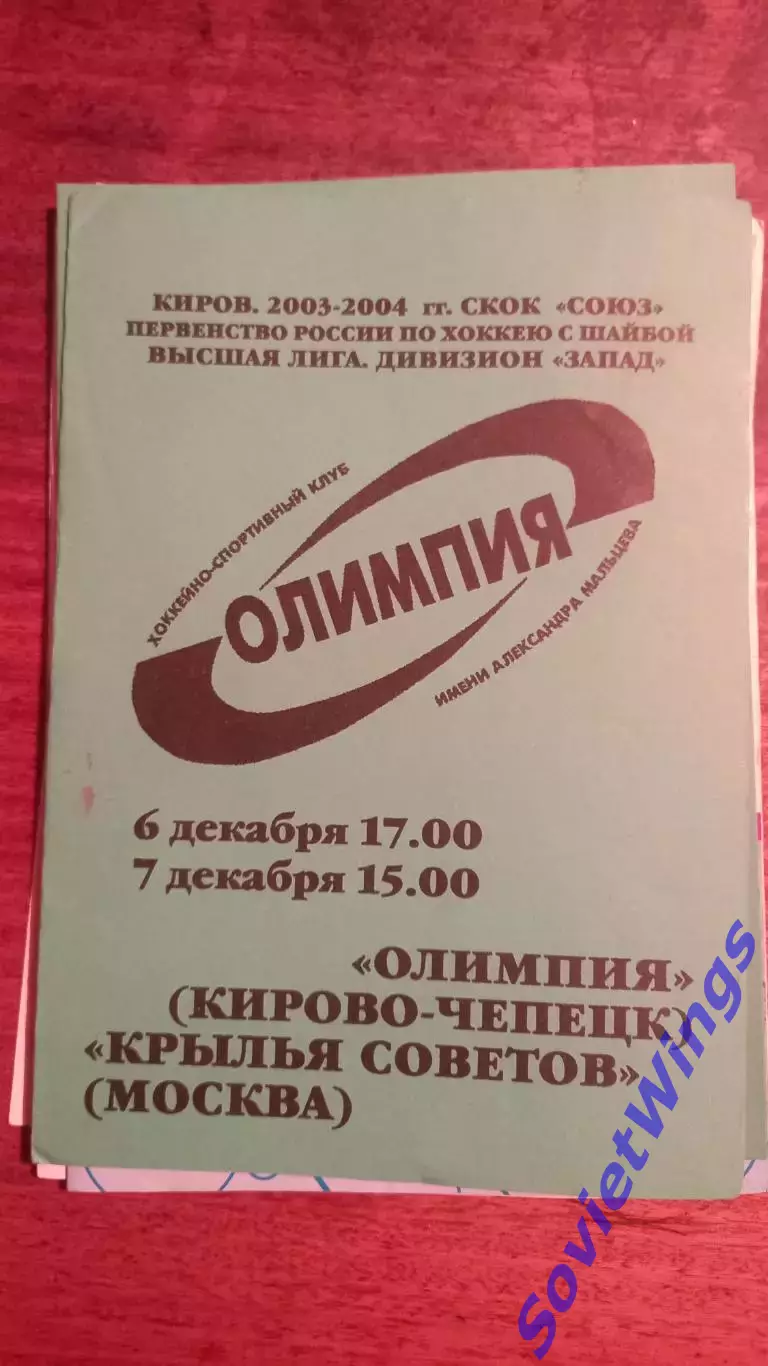 КИРОВ. 2003-2004 гг. СКОК «СОЮЗ»
ПЕРВЕНСТВО РОССИИ ПО ХОККЕЮ С ШАЙБОЙ
ВЫСШАЯ ЛИГА. ДИВИЗИОН «ЗАПАД»
ХОККЕЙНО-СПОРТИВНЫЙ КЛУБ
ОЛИМПИЯ
ИМЕНИ АЛЕКСАНДРА МАЛЬЦЕВА
6 декабря 17.00
7 декабря 15.00
«ОЛИМПИЯ»
(КИРОВО-ЧЕПЕЦК)
«КРЫЛЬЯ СОВЕТОВ»
(МОСКВА)
SovietWings